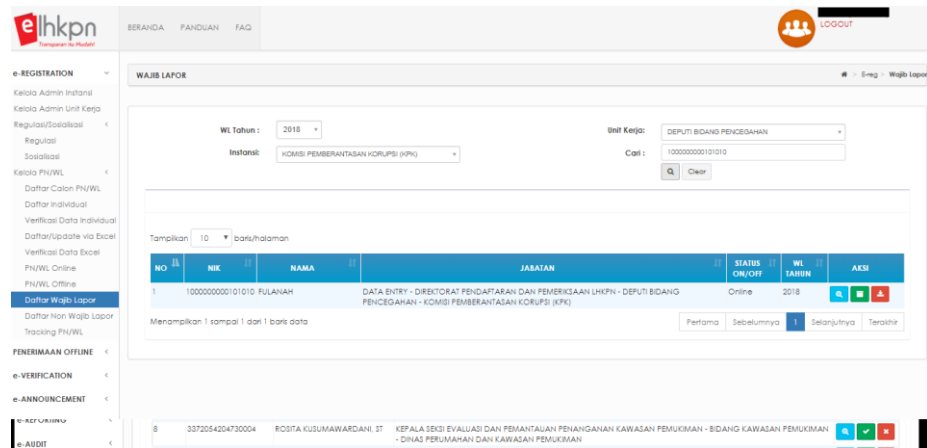 elhkpn
Transparan itu Mudah!
BERANDA PANDUAN FAQ
LOGOUT
e-REGISTRATION
Kelola Admin Instansi
Kelola Admin Unit Kerja
Regulasi/Sosialisasi
Regulasi
Sosialisasi
Kelola PN/WL
Daftar Calon PN/WL
Daftar Individual
Verifikasi Data Individual
Daftar/Update via Excel
Verifikasi Data Excel
PN/WL Online
PN/WL Offline
Daftar Wajib Lapor
Daftar Non Wajib Lapor
Tracking PN/WL
PENERIMAAN OFFLINE
e-VERIFICATION
e-ANNOUNCEMENT
e-REPORTING
e-AUDIT
WAJIB LAPOR
E-reg > Wajib Lapor
WL Tahun : 2018
Unit Kerja: DEPUTI BIDANG PENCEGAHAN
Instansi: KOMISI PEMBERANTASAN KORUPSI (KPK)
Cari : 1000000000101010
Clear
Tampilkan 10 baris/halaman
NO NIK NAMA JABATAN STATUS ON/OFF WL TAHUN AKSI
1 1000000000101010 FULANAH DATA ENTRY - DIREKTORAT PENDAFTARAN DAN PEMERIKSAAN LHKPN - DEPUTI BIDANG Online 2018
PENCEGAHAN - KOMISI PEMBERANTASAN KORUPSI (KPK)
Menampilkan 1 sampai 1 dari 1 baris data
Pertama Sebelumnya 1 Selanjutnya Terakhir
8 3372054204730004 ROSITA KUSUMAWARDANI, ST KEPALA SEKSI EVALUASI DAN PEMANTAUAN PENANGANAN KAWASAN PEMUKIMAN - BIDANG KAWASAN PEMUKIMAN
- DINAS PERUMAHAN DAN KAWASAN PEMUKIMAN